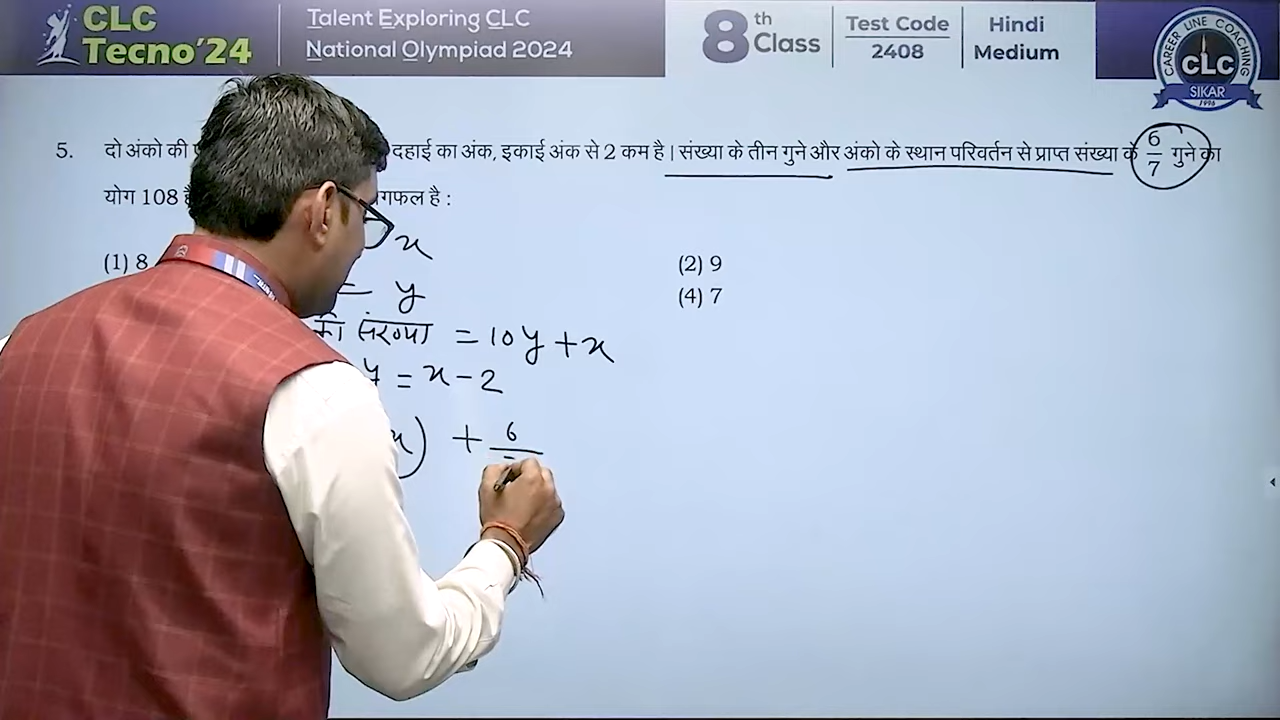 CLC
Tecno'24
Talent Exploring CLC
National Olympiad 2024
8th Class
Test Code
2408
Hindi
Medium
CAREER LINE COACHING
CLC
SIKAR
1996
5. दो अंको की दहाई का अंक, इकाई अंक से 2 कम है। संख्या के तीन गुने और अंको के स्थान परिवर्तन से प्राप्त संख्या के 6/7 गुने का
योग 108 गफल है :
(1) 8
(2) 9
(4) 7
x
= y
की संख्या = 10y + x
y = x - 2
x) + 6